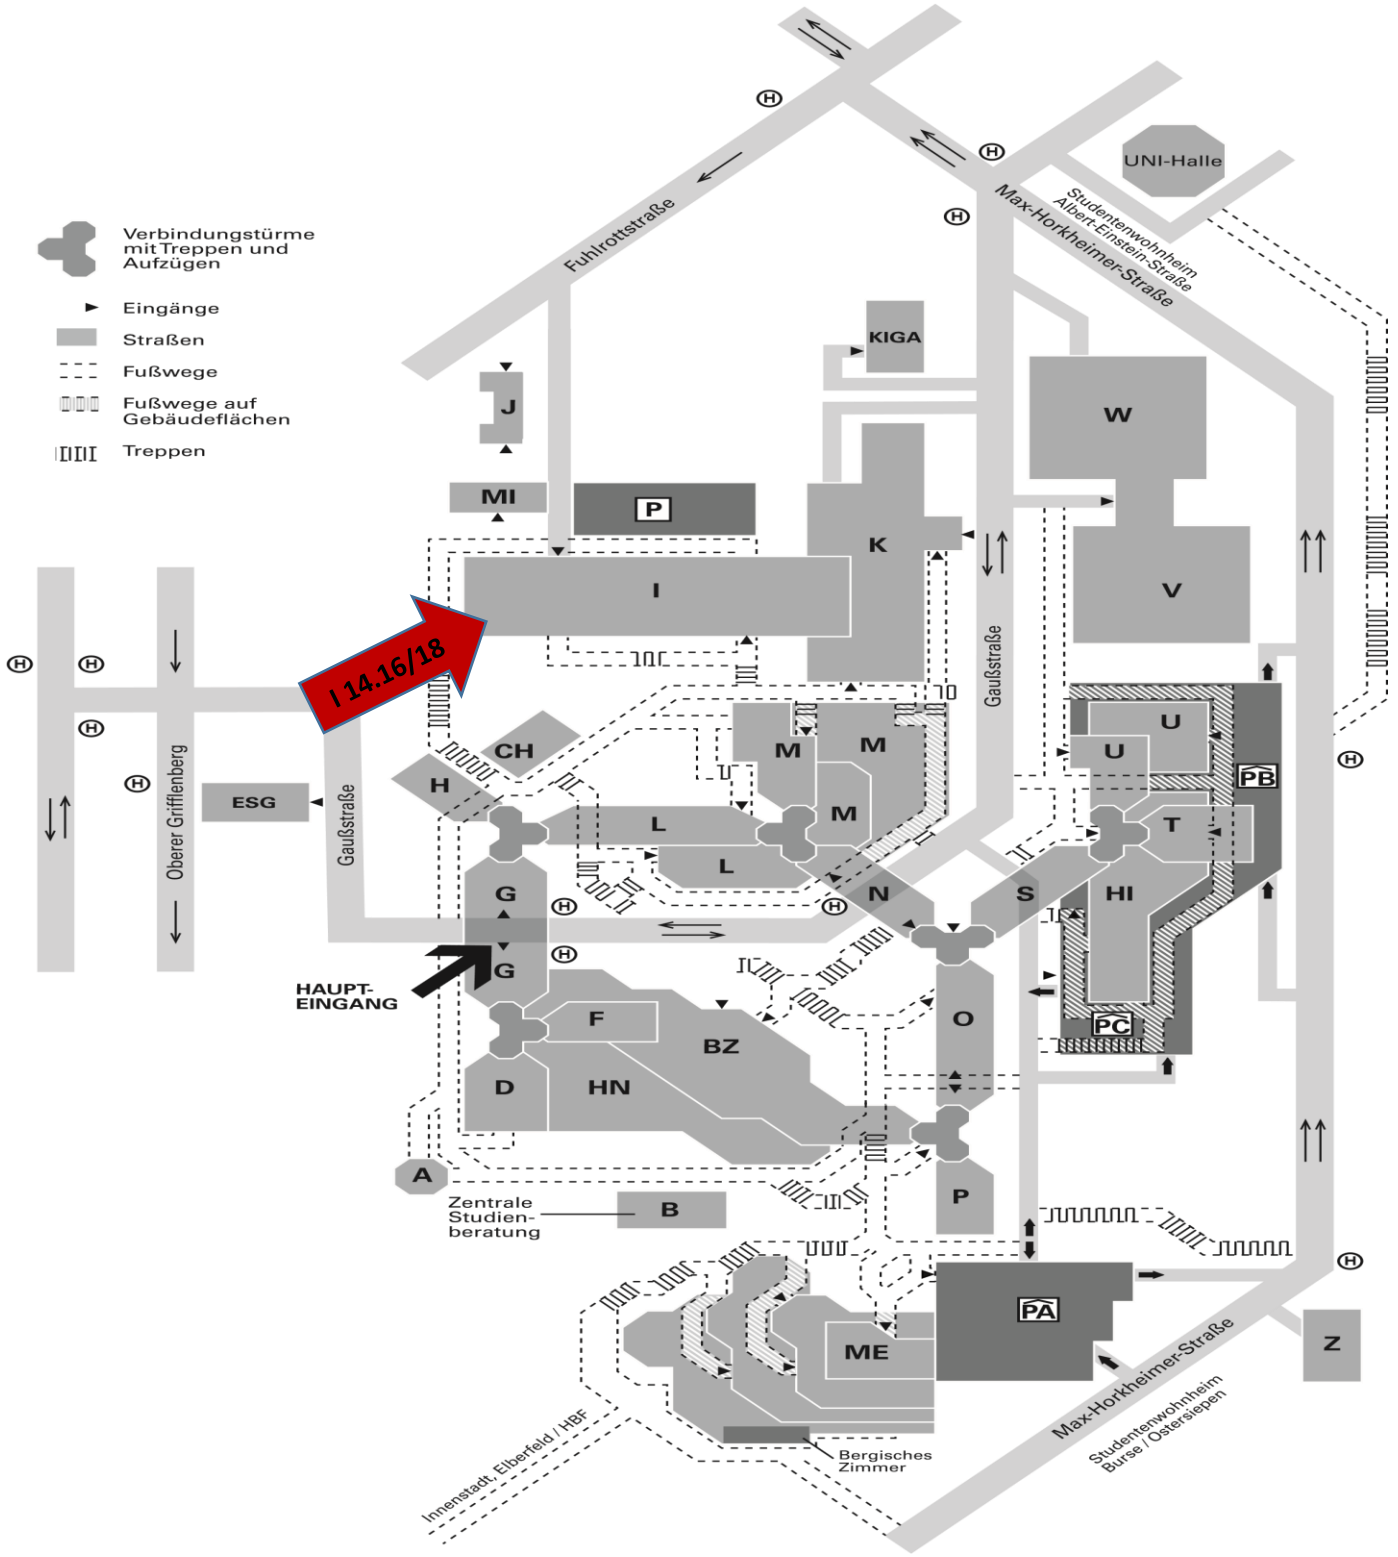 H
H
H
UNI-Halle
Max-Horkheimer-Straße
Studentenwohnheim
Albert-Einstein-Straße
Fuhlrottstraße
Verbindungstürme
mit Treppen und
Aufzügen
Eingänge
Straßen
Fußwege
Fußwege auf
Gebäudeflächen
Treppen
KIGA
J
W
MI
P
K
I
V
I 14.16/18
H
H
H
H
Gaußstraße
Oberer Grifflenberg
ESG
Gaußstraße
CH
H
M
M
M
U
U
PB
H
L
L
T
G
N
S
HI
H
H
H
G
HAUPT-
EINGANG
F
BZ
O
PC
D
HN
A
Zentrale
Studien-
beratung
B
P
H
PA
ME
Z
Max-Horkheimer-Straße
Studentenwohnheim
Burse / Ostersiepen
Innenstadt, Elberfeld / HBF
Bergisches
Zimmer